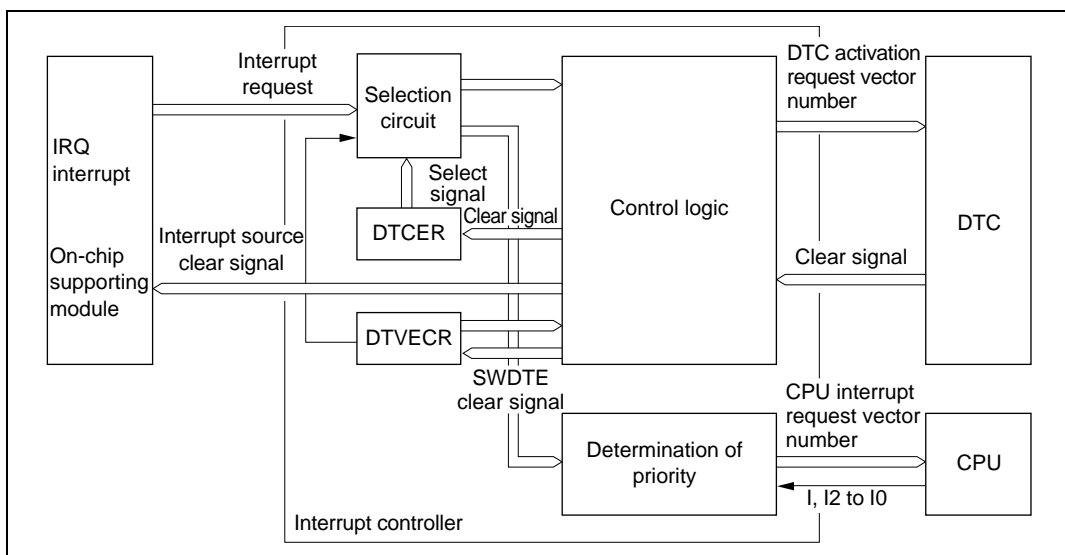 Interrupt
request
Selection
circuit
DTC activation
request vector
number
IRQ
interrupt
On-chip
supporting
module
Select
signal
DTCER
Clear signal
Control logic
DTC
Interrupt source
clear signal
Clear signal
DTVECR
SWDTE
clear signal
CPU interrupt
request vector
number
Determination of
priority
CPU
I, I2 to I0
Interrupt controller